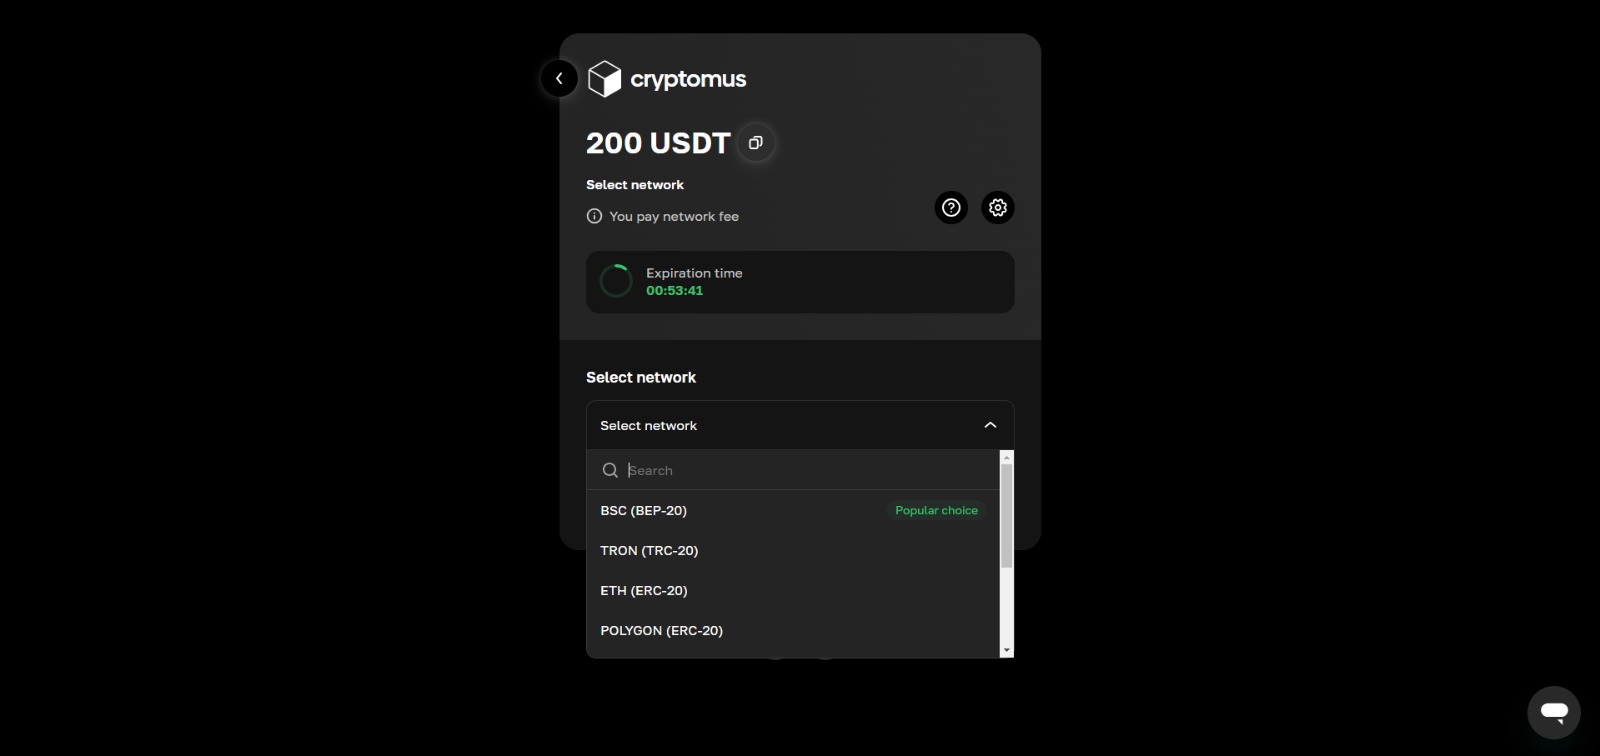 cryptomus
200 USDT
Select network
You pay network fee
Expiration time
00:53:41
Select network
Select network
Search
BSC (BEP-20)
Popular choice
TRON (TRC-20)
ETH (ERC-20)
POLYGON (ERC-20)